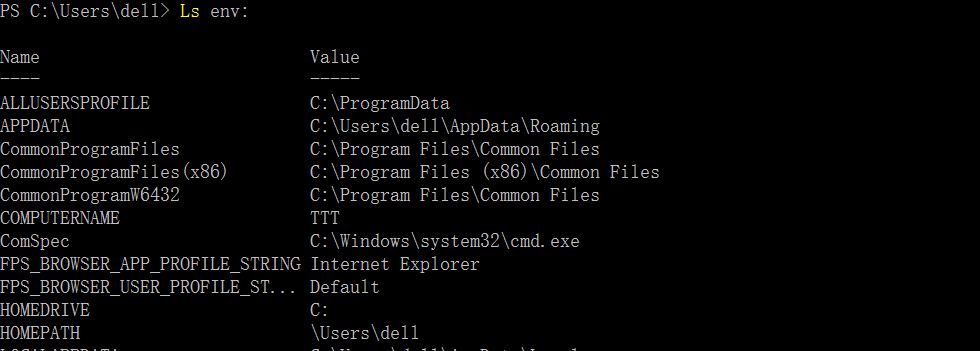 PS C:\Users\dell> Ls env:
Name Value
---- -----
ALLUSERSPROFILE C:\ProgramData
APPDATA C:\Users\dell\AppData\Roaming
CommonProgramFiles C:\Program Files\Common Files
CommonProgramFiles(x86) C:\Program Files (x86)\Common Files
CommonProgramW6432 C:\Program Files\Common Files
COMPUTERNAME TTT
ComSpec C:\Windows\system32\cmd.exe
FPS_BROWSER_APP_PROFILE_STRING Internet Explorer
FPS_BROWSER_USER_PROFILE_ST... Default
HOMEDRIVE C:
HOMEPATH \Users\dell